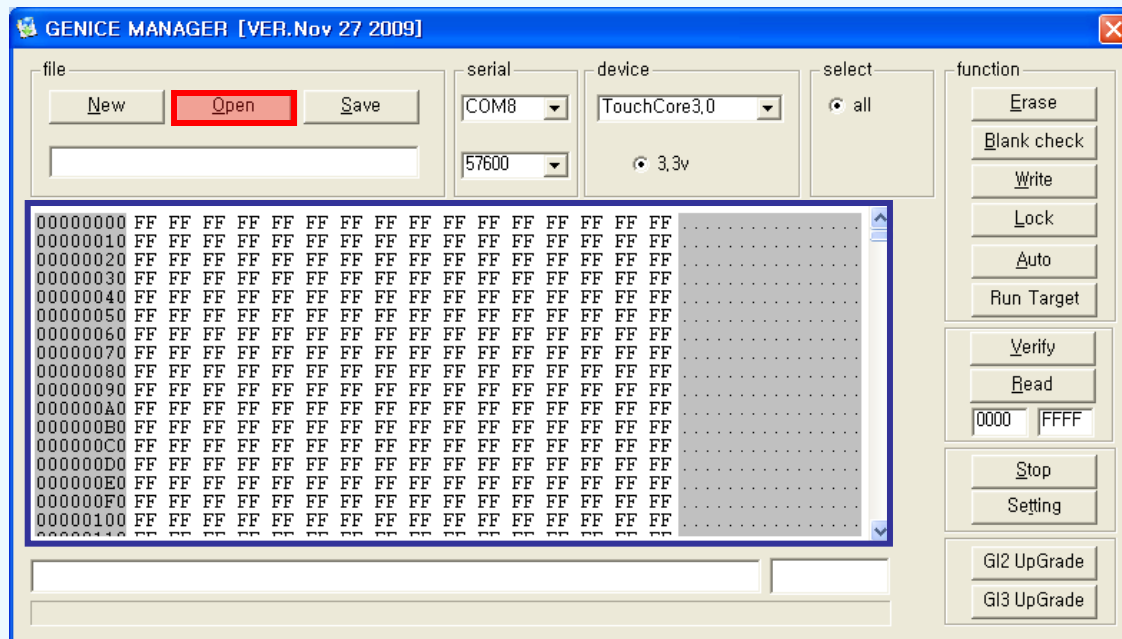 GENICE MANAGER [VER.Nov 27 2009]
file
New Open Save
serial
COM8
57600
device
TouchCore3,0
3,3v
select
all
function
Erase
Blank check
Write
Lock
Auto
Run Target
Verify
Read
0000 FFFF
Stop
Setting
GI2 UpGrade
GI3 UpGrade
00000000 FF FF FF FF FF FF FF FF FF FF FF FF FF FF FF FF ................
00000010 FF FF FF FF FF FF FF FF FF FF FF FF FF FF FF FF ................
00000020 FF FF FF FF FF FF FF FF FF FF FF FF FF FF FF FF ................
00000030 FF FF FF FF FF FF FF FF FF FF FF FF FF FF FF FF ................
00000040 FF FF FF FF FF FF FF FF FF FF FF FF FF FF FF FF ................
00000050 FF FF FF FF FF FF FF FF FF FF FF FF FF FF FF FF ................
00000060 FF FF FF FF FF FF FF FF FF FF FF FF FF FF FF FF ................
00000070 FF FF FF FF FF FF FF FF FF FF FF FF FF FF FF FF ................
00000080 FF FF FF FF FF FF FF FF FF FF FF FF FF FF FF FF ................
00000090 FF FF FF FF FF FF FF FF FF FF FF FF FF FF FF FF ................
000000A0 FF FF FF FF FF FF FF FF FF FF FF FF FF FF FF FF ................
000000B0 FF FF FF FF FF FF FF FF FF FF FF FF FF FF FF FF ................
000000C0 FF FF FF FF FF FF FF FF FF FF FF FF FF FF FF FF ................
000000D0 FF FF FF FF FF FF FF FF FF FF FF FF FF FF FF FF ................
000000E0 FF FF FF FF FF FF FF FF FF FF FF FF FF FF FF FF ................
000000F0 FF FF FF FF FF FF FF FF FF FF FF FF FF FF FF FF ................
00000100 FF FF FF FF FF FF FF FF FF FF FF FF FF FF FF FF ................